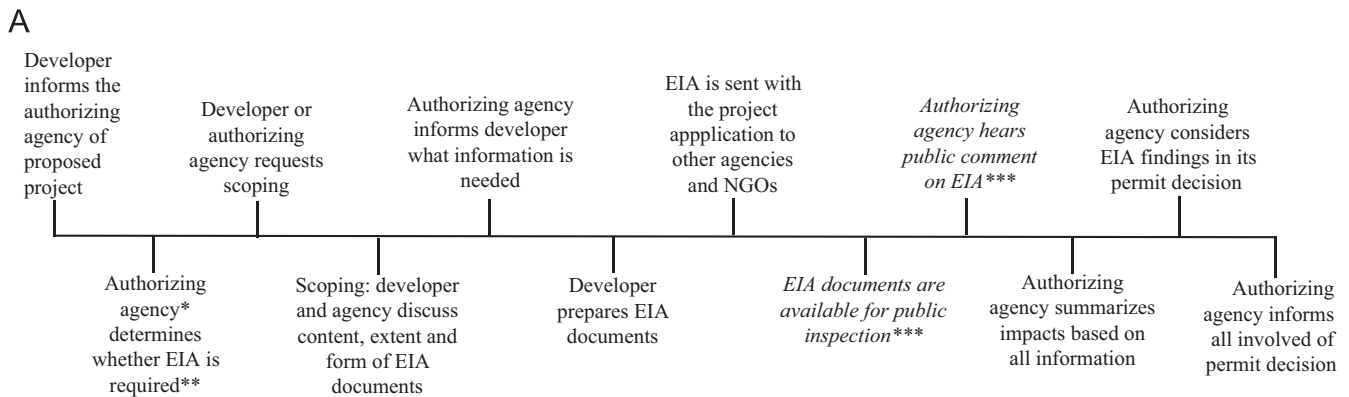 A
Developer
informs the
authorizing
agency of
proposed
project
Authorizing
agency*
determines
whether EIA is
required**
Developer or
authorizing
agency requests
scoping
Scoping: developer
and agency discuss
content, extent and
form of EIA
documents
Authorizing agency
informs developer
what information is
needed
Developer
prepares EIA
documents
EIA is sent with
the project
appplication to
other agencies
and NGOs
EIA documents are
available for public
inspection***
Authorizing
agency hears
public comment
on EIA***
Authorizing
agency summarizes
impacts based on
all information
Authorizing
agency considers
EIA findings in its
permit decision
Authorizing
agency informs
all involved of
permit decision